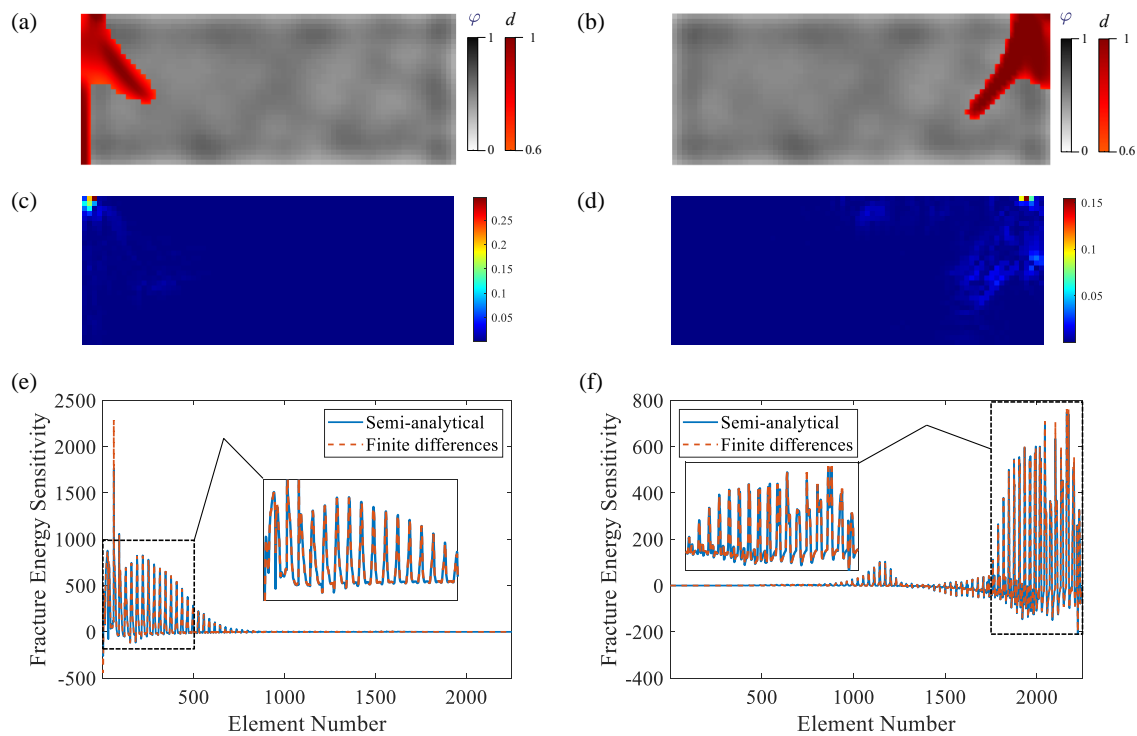 (a)
φ d
1 1
0 0.6
(b)
φ d
1 1
0 0.6
(c)
0.25
0.2
0.15
0.1
0.05
(d)
0.15
0.1
0.05
(e)
2500
2000
1500
1000
500
0
-500
Fracture Energy Sensitivity
Semi-analytical
Finite differences
500 1000 1500 2000
Element Number
(f)
800
600
400
200
0
-200
-400
Fracture Energy Sensitivity
Semi-analytical
Finite differences
500 1000 1500 2000
Element Number